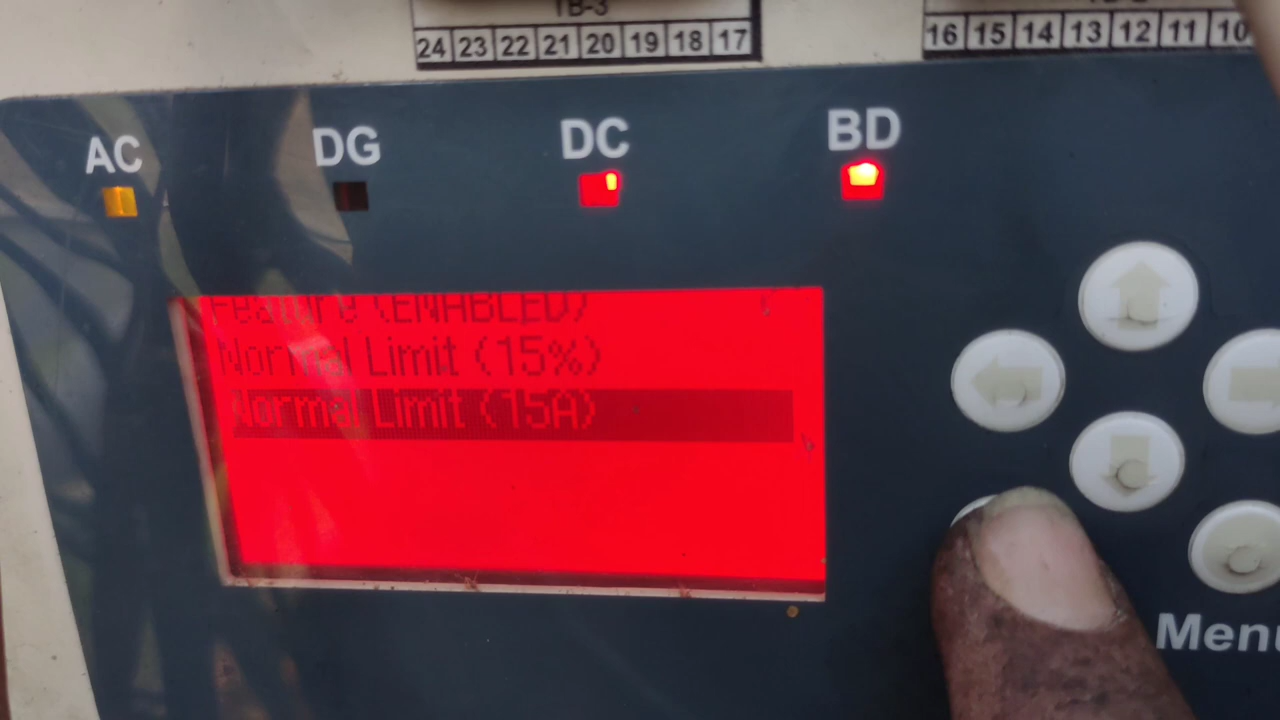 TB-3
24 23 22 21 20 19 18 17
16 15 14 13 12 11 10
AC DG DC BD
Feature (ENABLED)
Normal Limit (15%)
Normal Limit (15A)
Menu